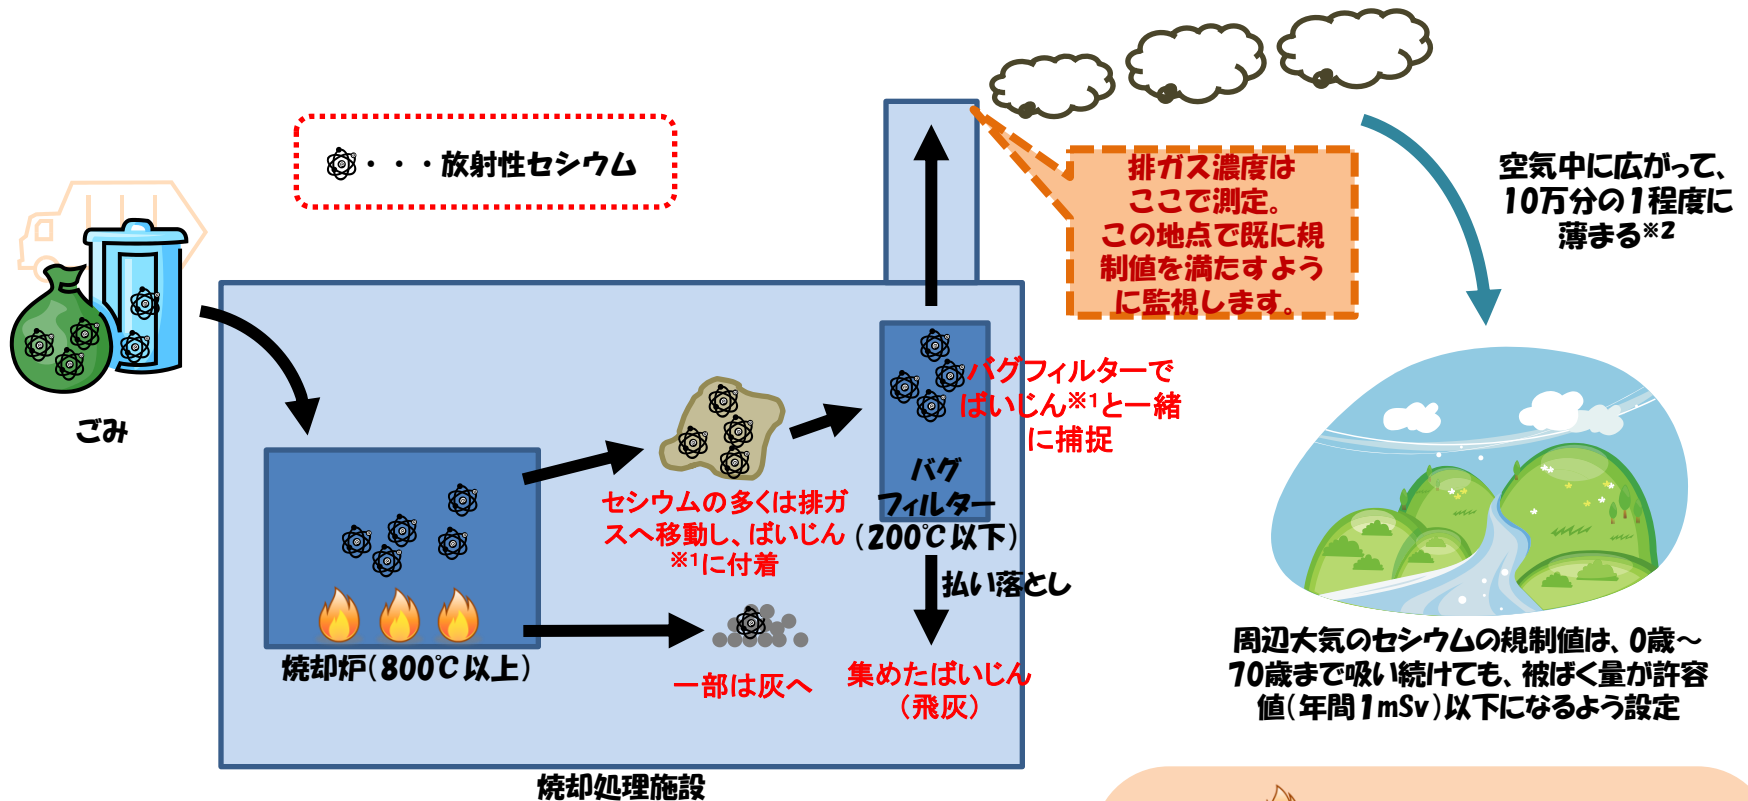 ・・・放射性セシウム
ごみ
排ガス濃度は
ここで測定。
この地点で既に規
制値を満たすよう
に監視します。
空気中に広がって、
10万分の1程度に
薄まる※2
バグフィルターで
ばいじん※1と一緒
に捕捉
バグ
フィルター
(200℃以下)
セシウムの多くは排ガ
スへ移動し、ばいじん
※1に付着
払い落とし
焼却炉(800℃以上)
一部は灰へ
集めたばいじん
(飛灰)
焼却処理施設
周辺大気のセシウムの規制値は、0歳～
70歳まで吸い続けても、被ばく量が許容
値(年間1mSv)以下になるよう設定